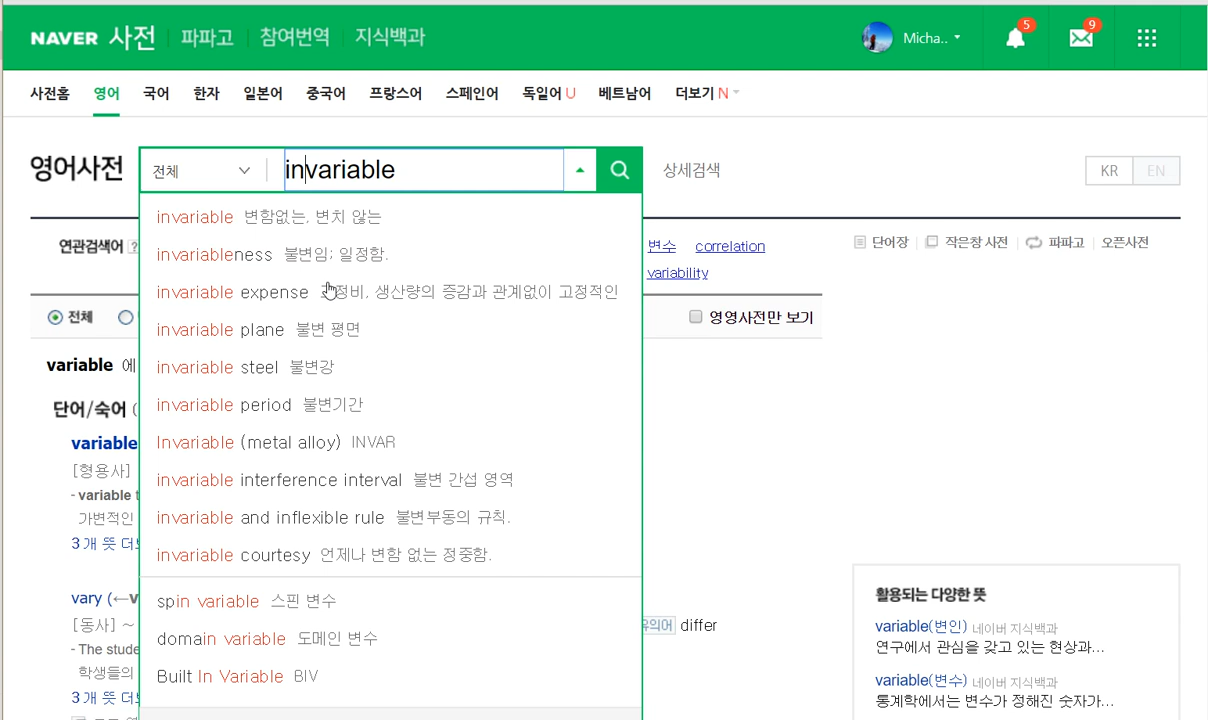 NAVER 사전 파파고 참여번역 지식백과 Micha.. 5 9
사전홈 영어 국어 한자 일본어 중국어 프랑스어 스페인어 독일어 U 베트남어 더보기 N
영어사전 전체 invariable 상세검색 KR EN
invariable 변함없는, 변치 않는
연관검색어 ? 변수 correlation 단어장 작은창 사전 파파고 오픈사전
invariableness 불변임; 일정함.
variability
invariable expense 정비, 생산량의 증감과 관계없이 고정적인
전체 영영사전만 보기
invariable plane 불변 평면
variable 에
invariable steel 불변강
단어/숙어 (
invariable period 불변기간
variable
Invariable (metal alloy) INVAR
[형용사]
invariable interference interval 불변 간섭 영역
- variable t
가변적인
invariable and inflexible rule 불변부동의 규칙.
3개 뜻 더
invariable courtesy 언제나 변함 없는 정중함.
vary (←v
spin variable 스핀 변수
[동사] ~
유의어 differ
domain variable 도메인 변수
- The stude
학생들의
Built In Variable BIV
3개 뜻 더
활용되는 다양한 뜻
variable(변인) 네이버 지식백과
연구에서 관심을 갖고 있는 현상과...
variable(변수) 네이버 지식백과
통계학에서는 변수가 정해진 숫자가...